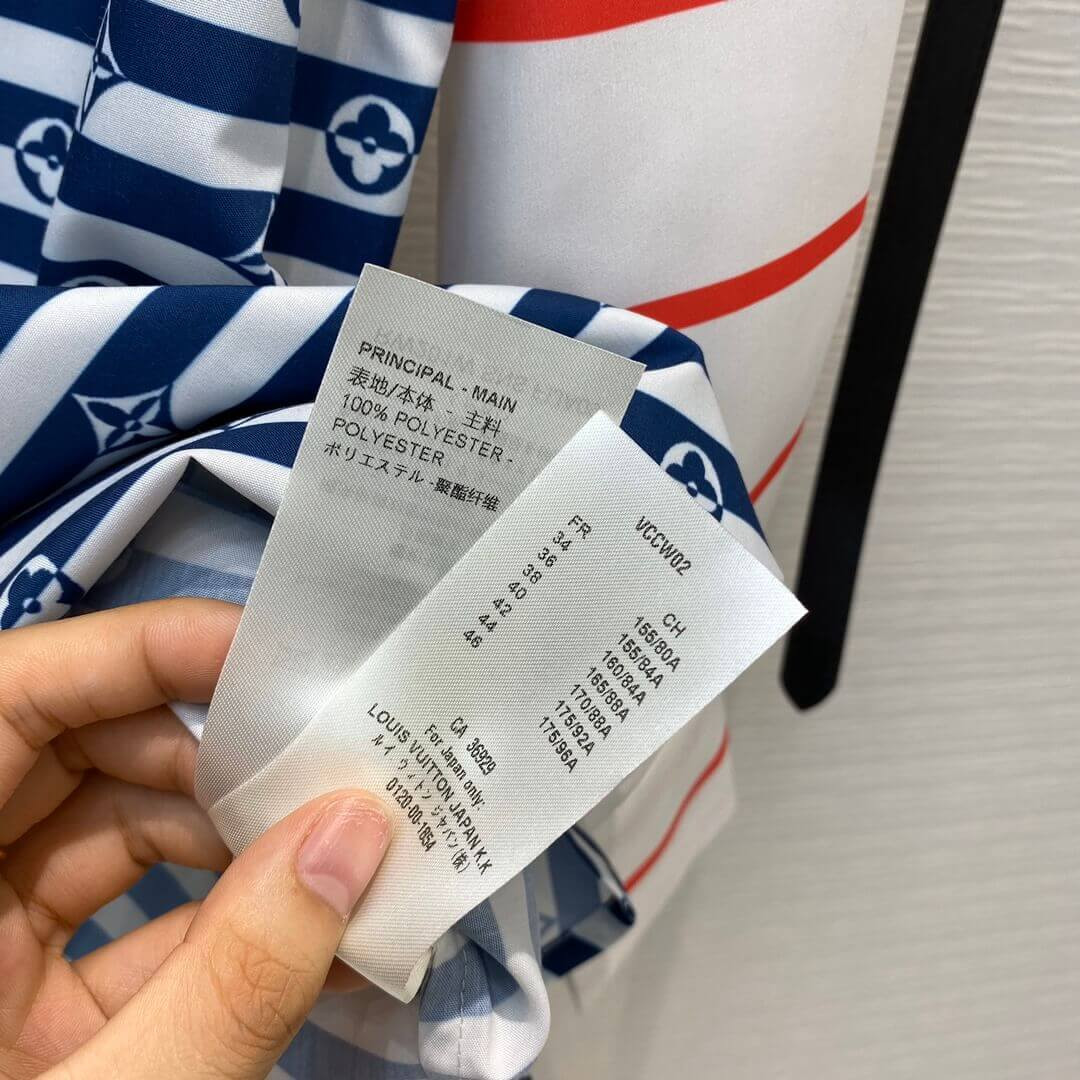 PRINCIPAL - MAIN
表地/本体 - 主料
100% POLYESTER -
POLYESTER
ポリエステル -聚酯纤维
VCCW02
FR CH
34 155/80A
36 155/84A
38 160/84A
40 165/88A
42 170/88A
44 175/92A
46 175/96A
CA 36929
For Japan only:
LOUIS VUITTON JAPAN K.K
ルイ ヴィトン ジャパン(株)
0120-00-1854